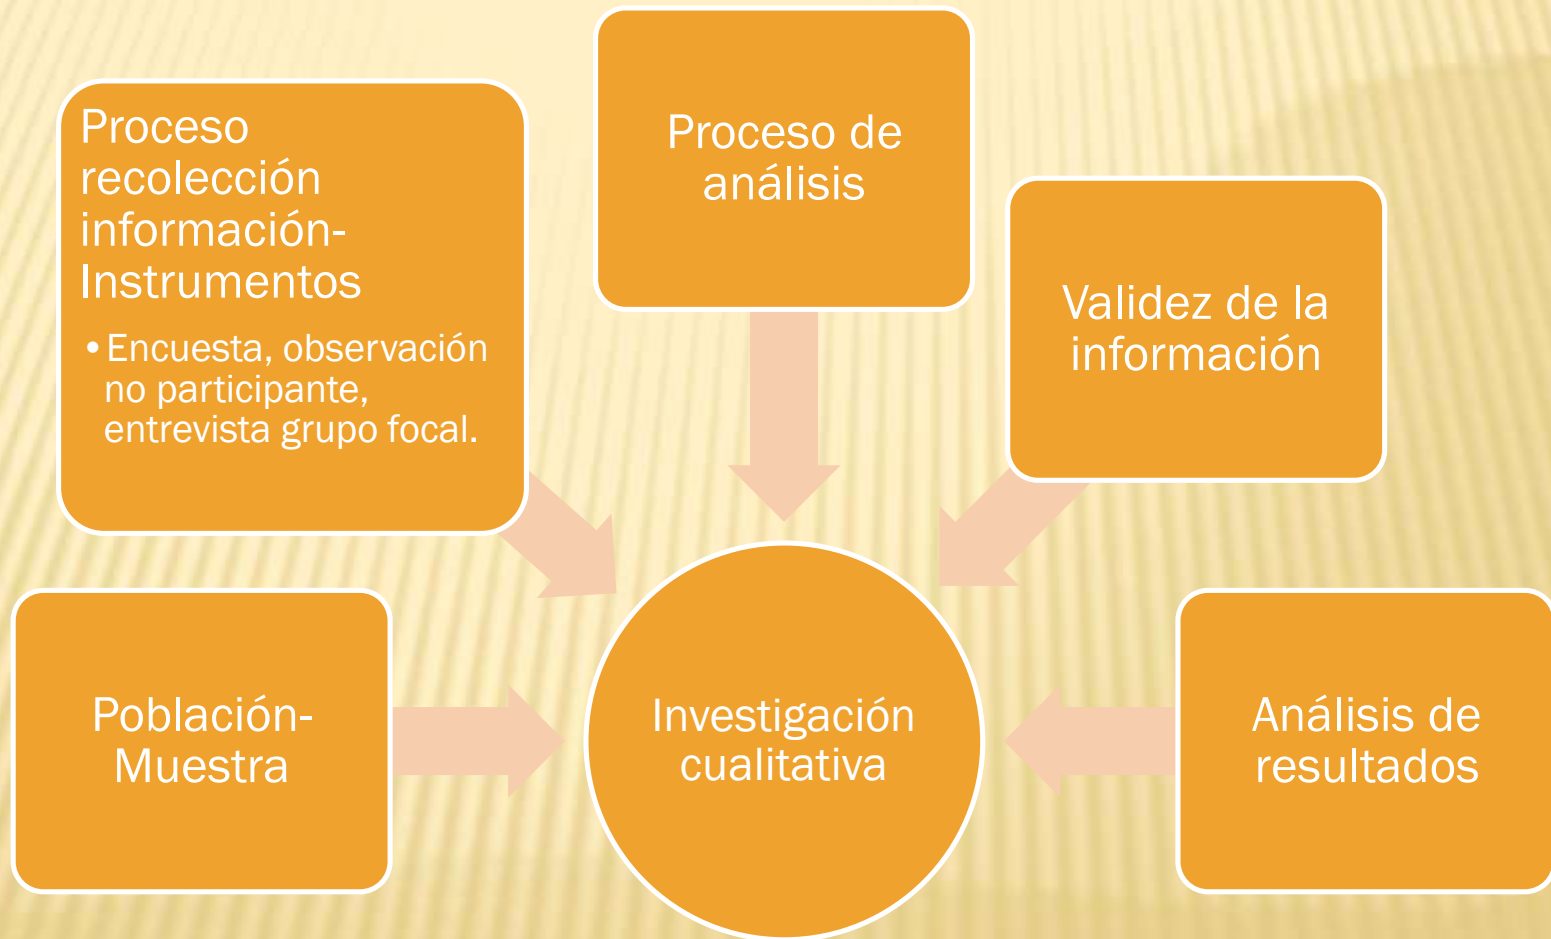 Proceso
recolección
información-
Instrumentos
• Encuesta, observación
no participante,
entrevista grupo focal.
Proceso de
análisis
Validez de la
información
Población-
Muestra
Investigación
cualitativa
Análisis de
resultados